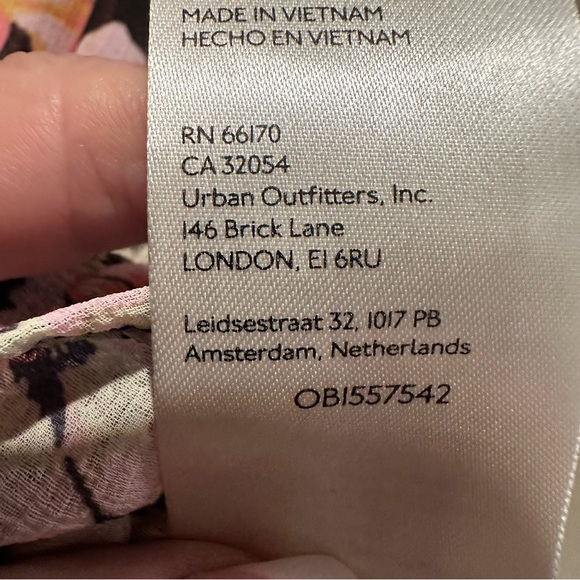 MADE IN VIETNAM
HECHO EN VIETNAM
RN 66170
CA 32054
Urban Outfitters, Inc.
146 Brick Lane
LONDON, E1 6RU
Leidsestraat 32, 1017 PB
Amsterdam, Netherlands
OB1557542